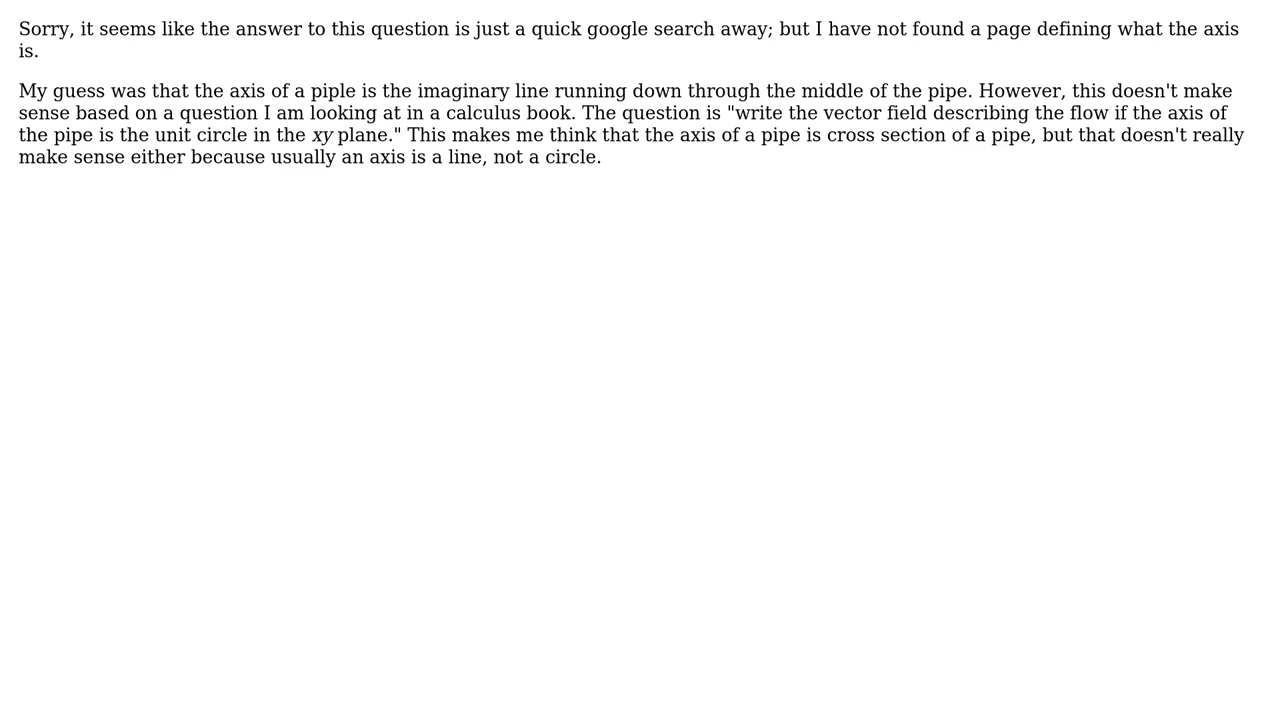 Sorry, it seems like the answer to this question is just a quick google search away; but I have not found a page defining what the axis
is.
My guess was that the axis of a piple is the imaginary line running down through the middle of the pipe. However, this doesn't make
sense based on a question I am looking at in a calculus book. The question is "write the vector field describing the flow if the axis of
the pipe is the unit circle in the xy plane." This makes me think that the axis of a pipe is cross section of a pipe, but that doesn't really
make sense either because usually an axis is a line, not a circle.